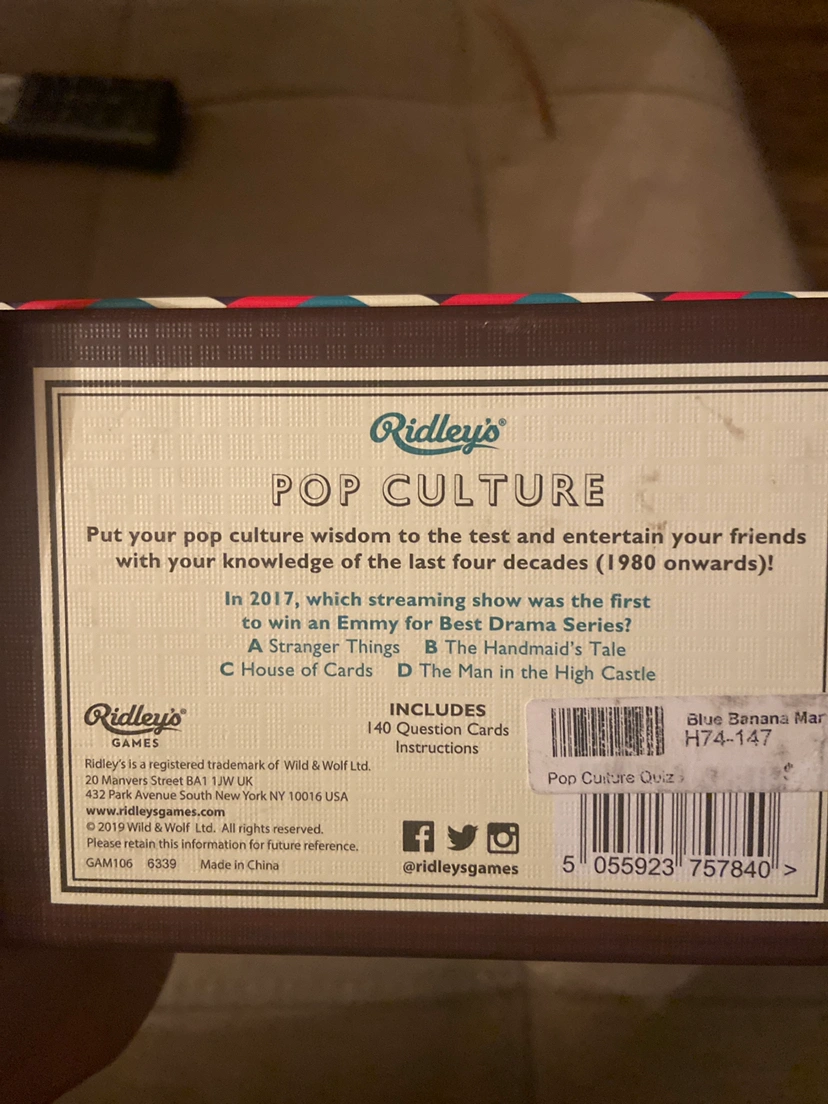 Ridley's®
POP CULTURE
Put your pop culture wisdom to the test and entertain your friends
with your knowledge of the last four decades (1980 onwards)!
In 2017, which streaming show was the first
to win an Emmy for Best Drama Series?
A Stranger Things B The Handmaid's Tale
C House of Cards D The Man in the High Castle
Ridley's®
GAMES
Ridley's is a registered trademark of Wild & Wolf Ltd.
20 Manvers Street BA1 1JW UK
432 Park Avenue South New York NY 10016 USA
www.ridleysgames.com
© 2019 Wild & Wolf Ltd. All rights reserved.
Please retain this information for future reference.
GAM106 6339 Made in China
INCLUDES
140 Question Cards
Instructions
@ridleysgames
Blue Banana Mar
H74-147
Pop Culture Quiz
5 055923 757840 >